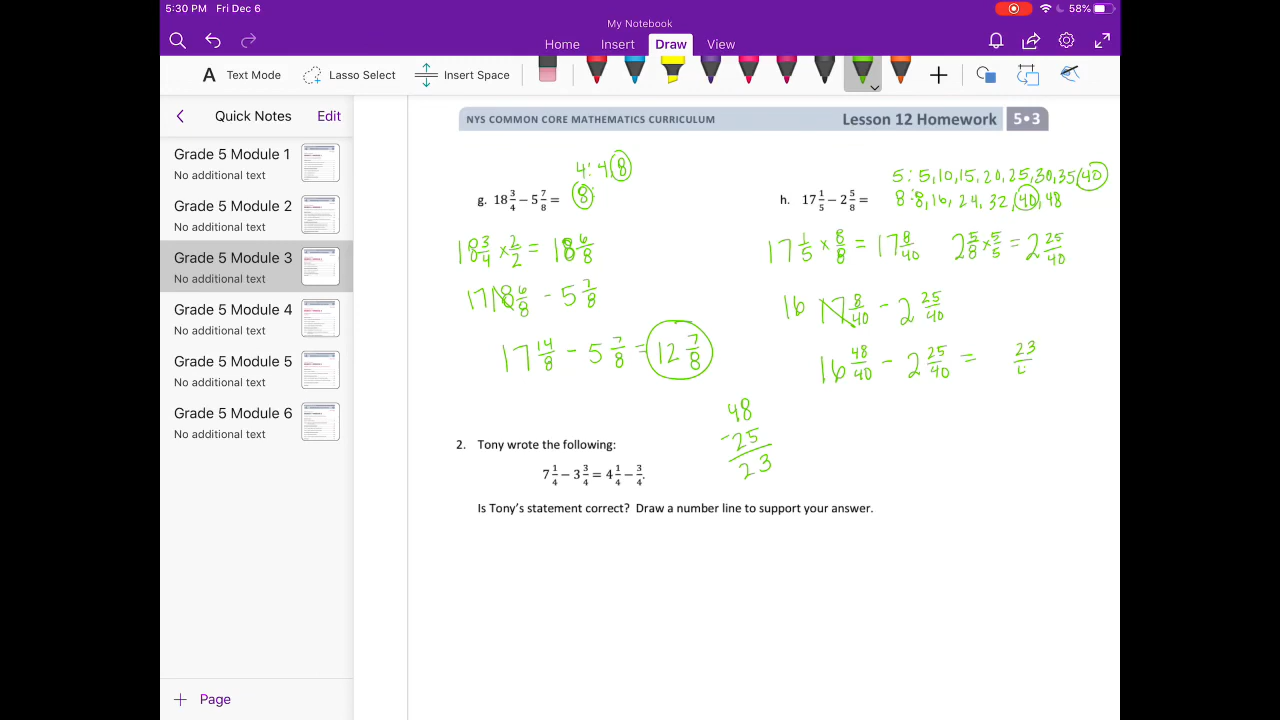 5:30 PM Fri Dec 6
58%
My Notebook
Home Insert Draw View
A Text Mode Lasso Select Insert Space
Quick Notes Edit
Grade 5 Module 1
No additional text
Grade 5 Module 2
No additional text
Grade 5 Module 3
No additional text
Grade 5 Module 4
No additional text
Grade 5 Module 5
No additional text
Grade 5 Module 6
No additional text
+ Page
NYS COMMON CORE MATHEMATICS CURRICULUM Lesson 12 Homework 5•3
4: 4, 8
18 3/4 − 5 7/8 = 8:
18 3/4 × 2/2 = 18 6/8
17 18 6/8 − 5 7/8
17 14/8 − 5 7/8 = 12 7/8
5: 5, 10, 15, 20, 25, 30, 35, 40
h. 17 1/5 − 2 5/8 = 8: 8, 16, 24, 32, 40, 48
17 1/5 × 8/8 = 17 8/40 2 5/8 × 5/5 = 2 25/40
16 17 8/40 − 2 25/40
16 48/40 − 2 25/40 = 23/
48
− 25
23
2. Tony wrote the following:
7 1/4 − 3 3/4 = 4 1/4 − 3/4.
Is Tony's statement correct? Draw a number line to support your answer.